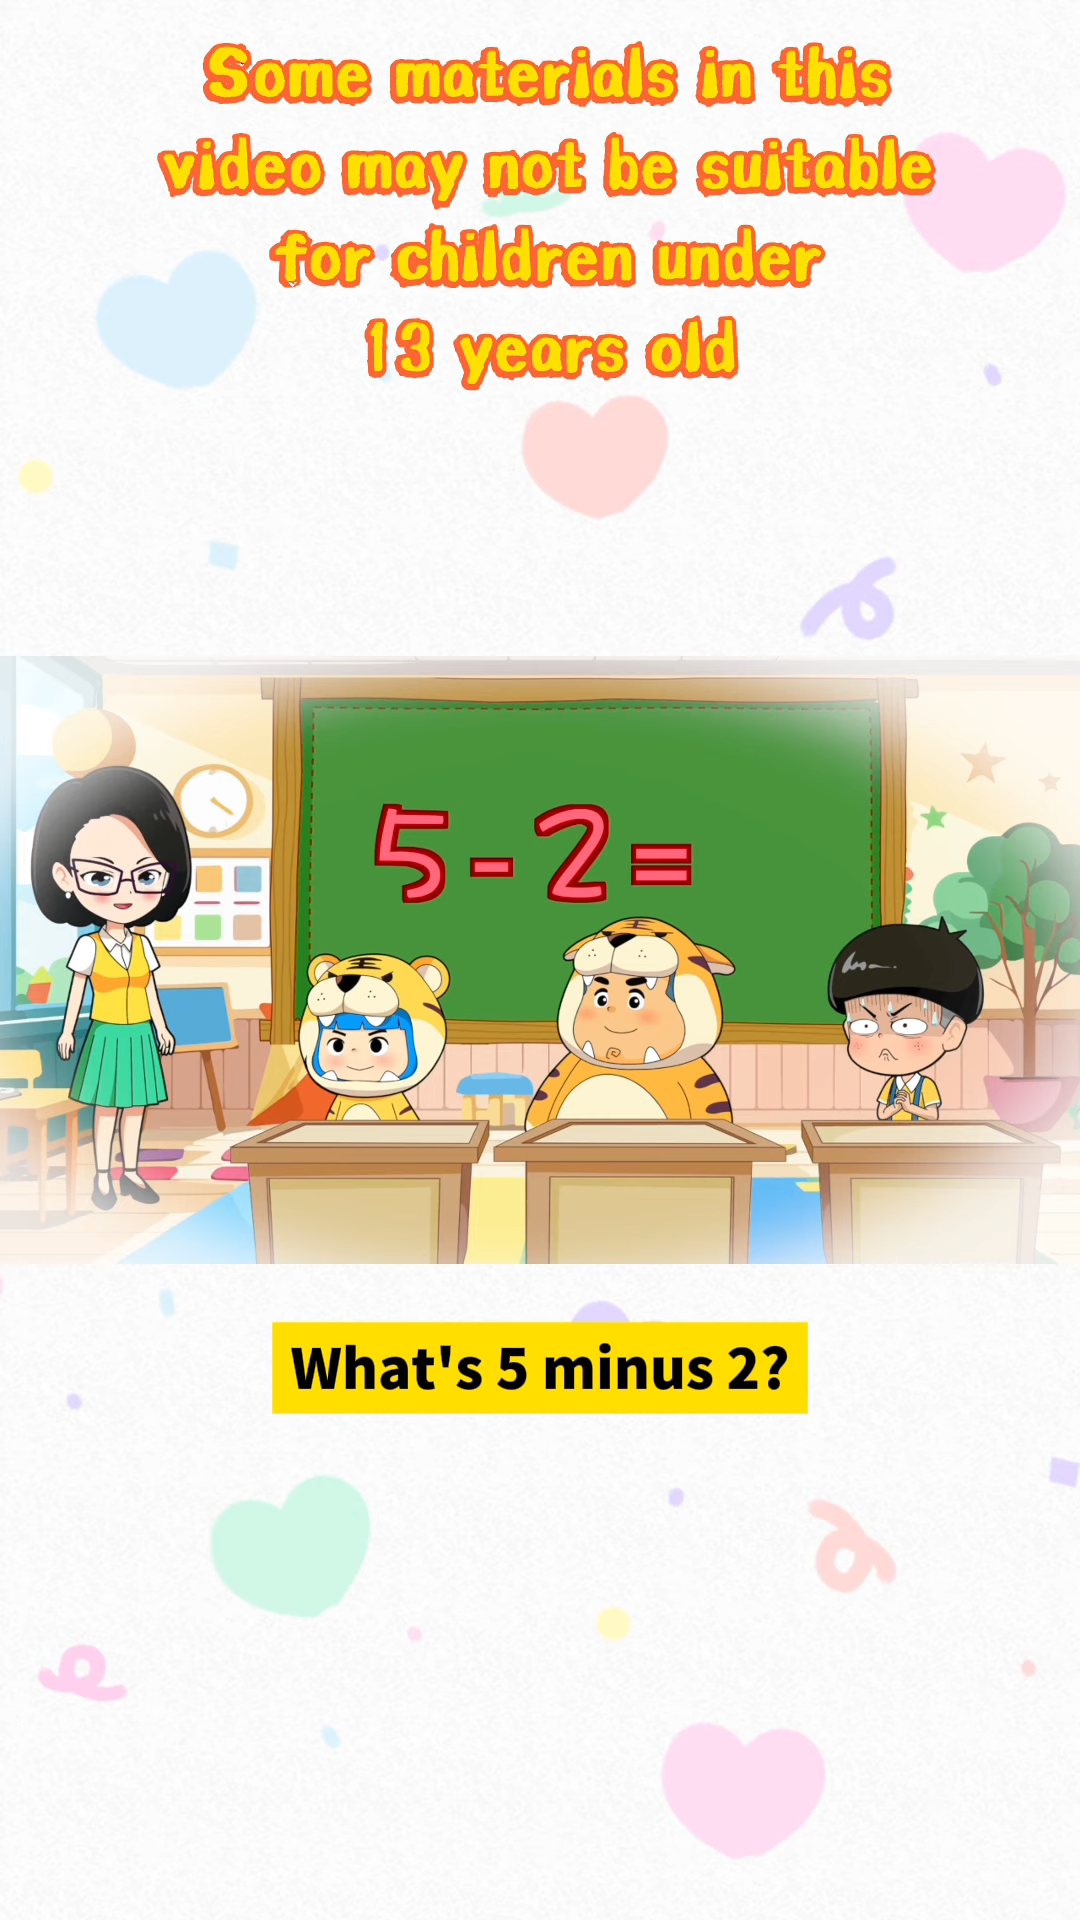 Some materials in this
video may not be suitable
for children under
13 years old
5-2=
What's 5 minus 2?